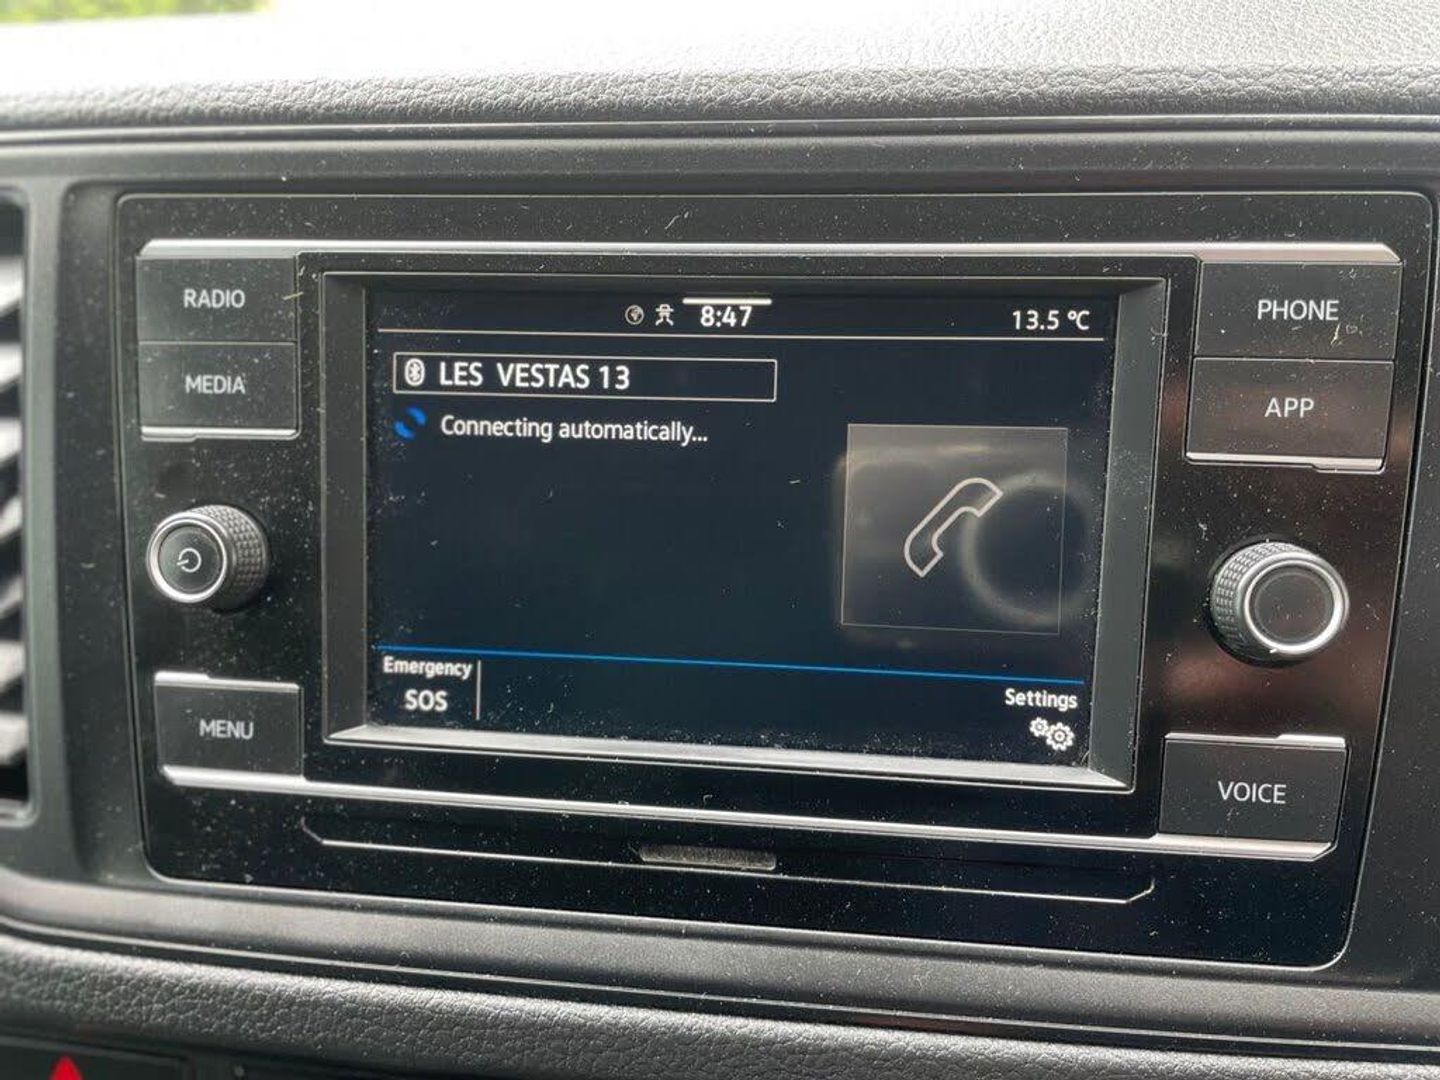 RADIO
MEDIA
MENU
8:47
13.5 °C
LES VESTAS 13
Connecting automatically...
Emergency
SOS
Settings
PHONE
APP
VOICE